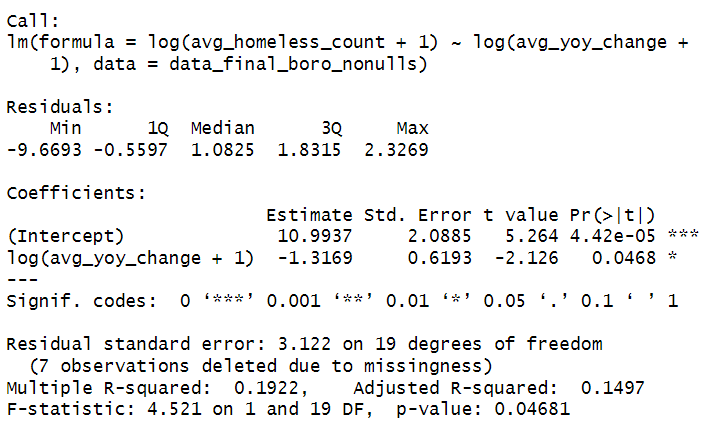 Call:
lm(formula = log(avg_homeless_count + 1) ~ log(avg_yoy_change +
    1), data = data_final_boro_nonulls)

Residuals:
    Min      1Q  Median      3Q     Max
-9.6693 -0.5597  1.0825  1.8315  2.3269

Coefficients:
                        Estimate Std. Error t value Pr(>|t|)
(Intercept)              10.9937     2.0885   5.264 4.42e-05 ***
log(avg_yoy_change + 1)  -1.3169     0.6193  -2.126   0.0468 *
---
Signif. codes:  0 ‘***’ 0.001 ‘**’ 0.01 ‘*’ 0.05 ‘.’ 0.1 ‘ ’ 1

Residual standard error: 3.122 on 19 degrees of freedom
  (7 observations deleted due to missingness)
Multiple R-squared:  0.1922,    Adjusted R-squared:  0.1497
F-statistic: 4.521 on 1 and 19 DF,  p-value: 0.04681